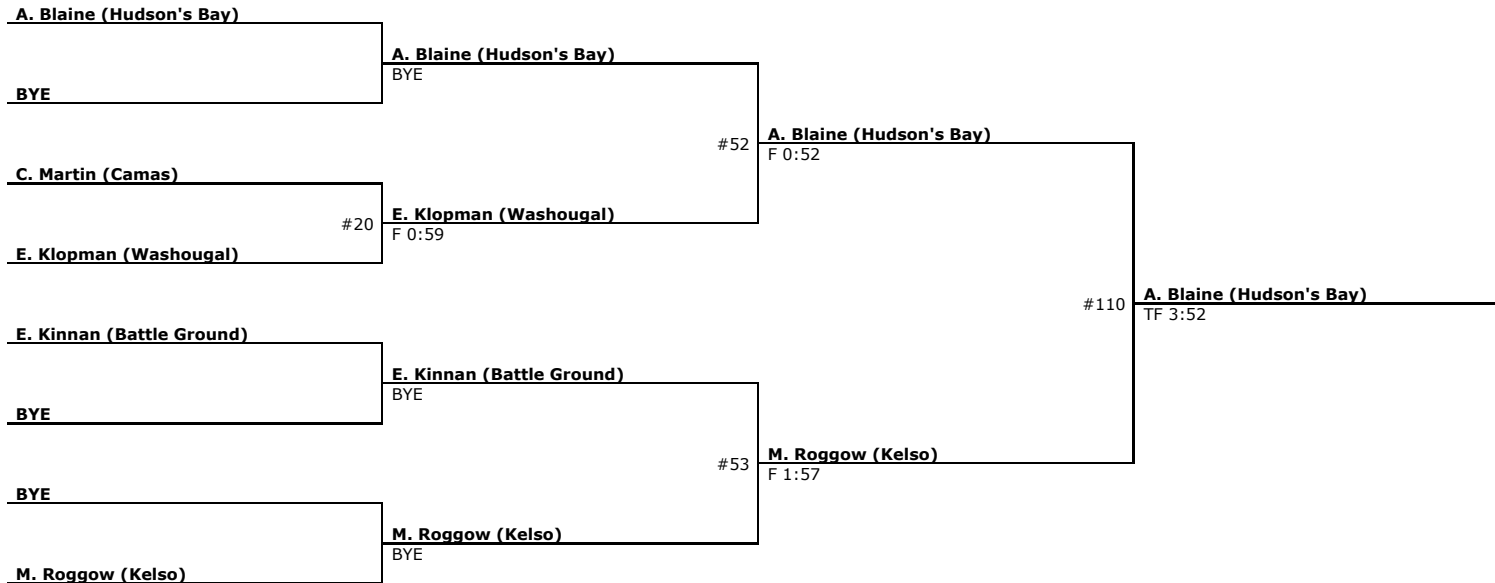 A. Blaine (Hudson's Bay)
A. Blaine (Hudson's Bay)
BYE
BYE
#52
A. Blaine (Hudson's Bay)
F 0:52
C. Martin (Camas)
#20
E. Klopman (Washougal)
F 0:59
E. Klopman (Washougal)
#110
A. Blaine (Hudson's Bay)
TF 3:52
E. Kinnan (Battle Ground)
E. Kinnan (Battle Ground)
BYE
BYE
#53
M. Roggow (Kelso)
F 1:57
BYE
M. Roggow (Kelso)
BYE
M. Roggow (Kelso)